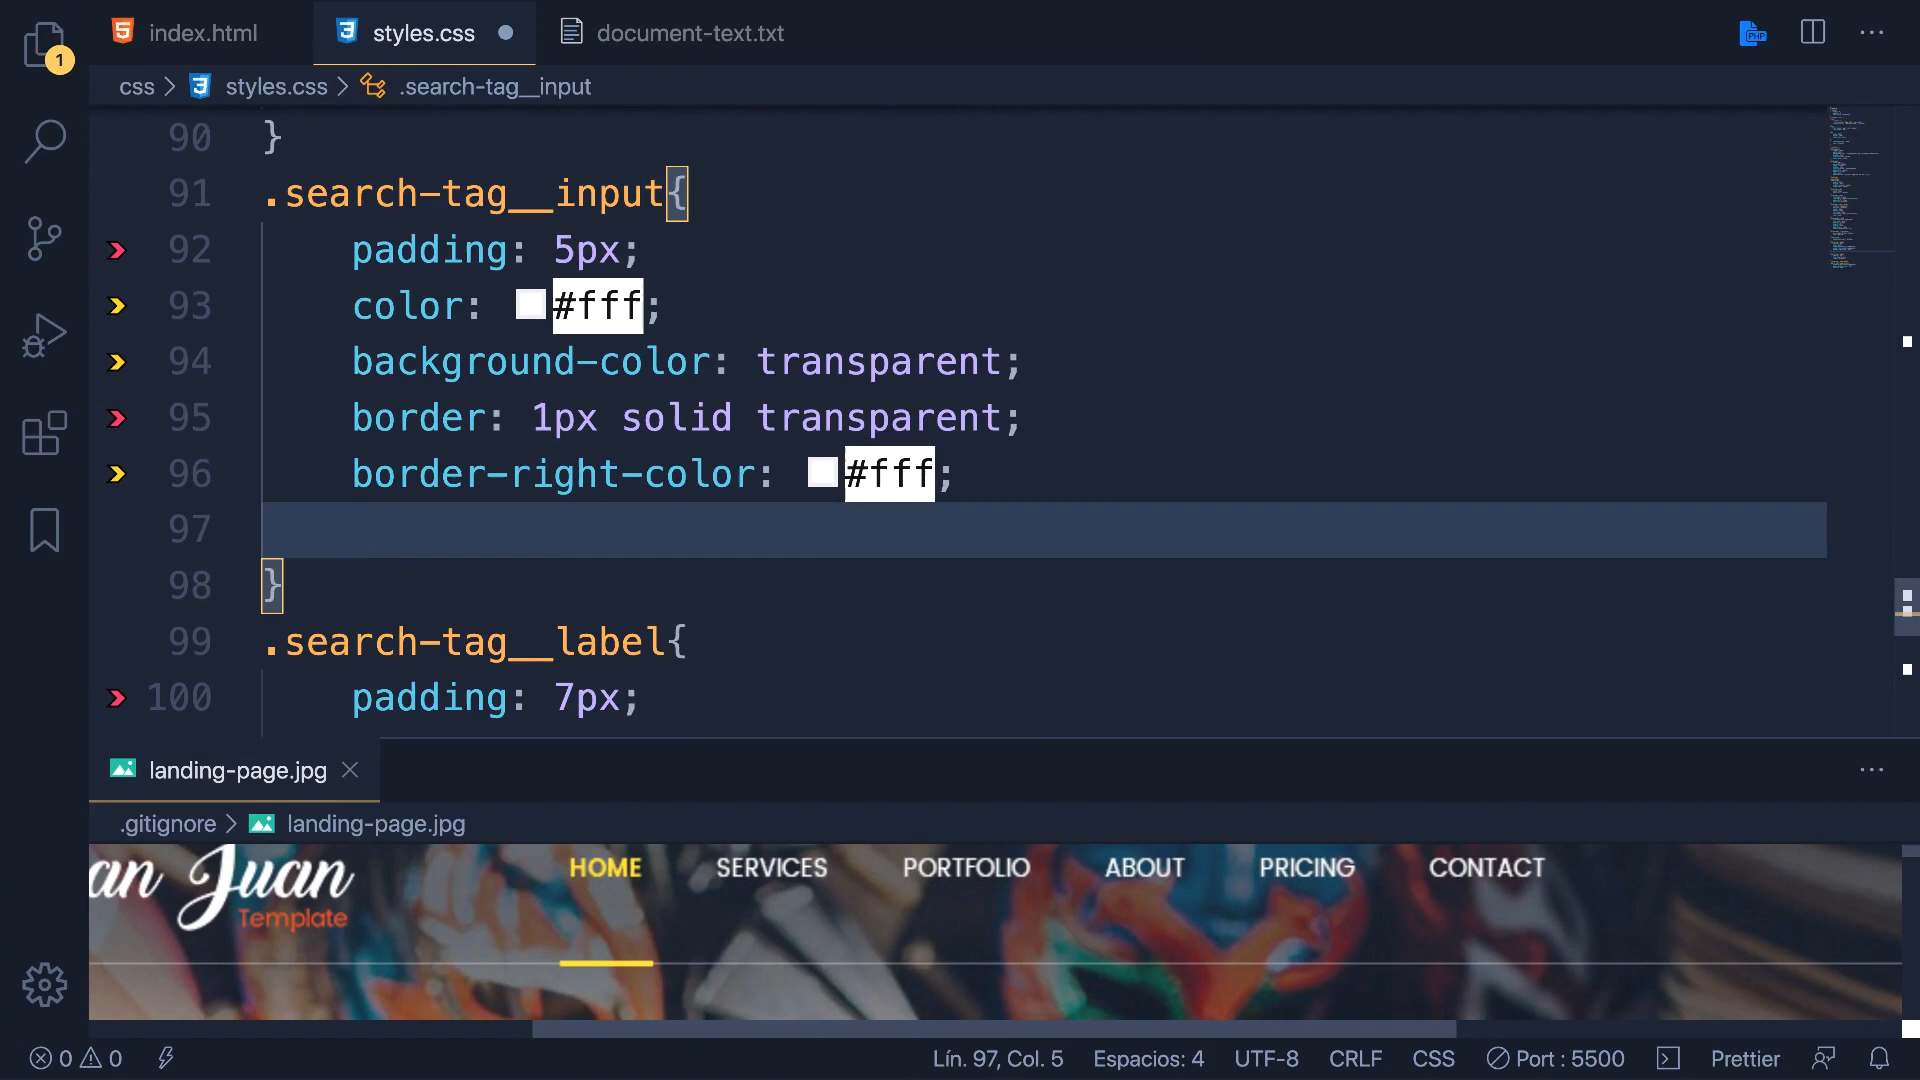 index.html
styles.css
document-text.txt
PHP
1
css > styles.css > .search-tag__input
90 }
91 .search-tag__input{
92 padding: 5px;
93 color: #fff;
94 background-color: transparent;
95 border: 1px solid transparent;
96 border-right-color: #fff;
97
98 }
99 .search-tag__label{
100 padding: 7px;
landing-page.jpg
.gitignore > landing-page.jpg
an Juan
Template
HOME SERVICES PORTFOLIO ABOUT PRICING CONTACT
0 0 Lín. 97, Col. 5 Espacios: 4 UTF-8 CRLF CSS Port : 5500 Prettier